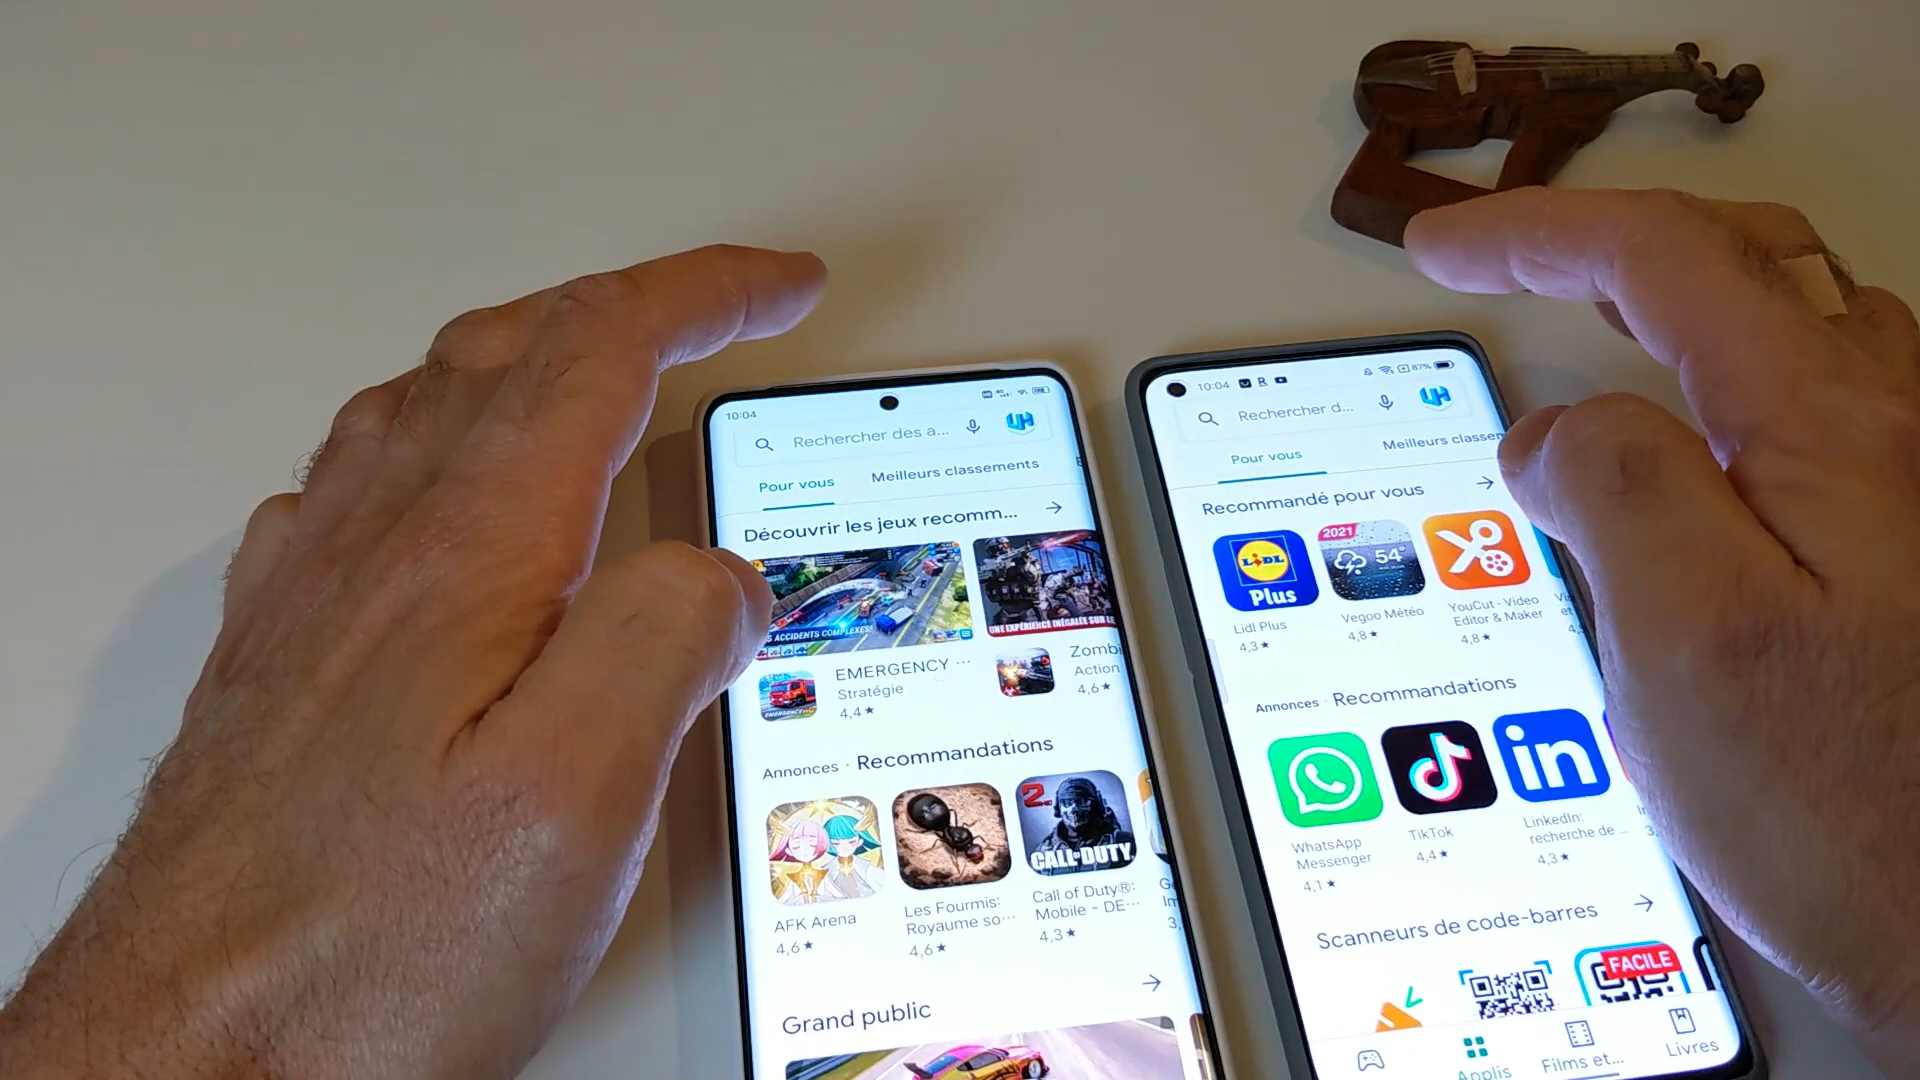 10:04
Rechercher des a...
Pour vous
Meilleurs classements
Découvrir les jeux recomm...
S ACCIDENTS COMPLEXES!
UNE EXPÉRIENCE INÉGALÉE SUR
EMERGENCY ...
Stratégie
4,4★
Zombi
Action
4,6★
Annonces · Recommandations
2.
CALL OF DUTY
AFK Arena
4,6★
Les Fourmis:
Royaume so...
4,6★
Call of Duty®:
Mobile - DE...
4,3★
3,
Grand public
10:04
87%
Rechercher d...
Pour vous
Meilleurs classem
Recommandé pour vous
LIDL
Plus
2021
54°
Lidl Plus
4,3★
Vegoo Météo
4,8★
YouCut - Video
Editor & Maker
4,8★
Annonces · Recommandations
in
WhatsApp
Messenger
4,1★
TikTok
4,4★
LinkedIn:
recherche de ...
4,3★
3,
Scanneurs de code-barres
FACILE
Applis
Films et...
Livres